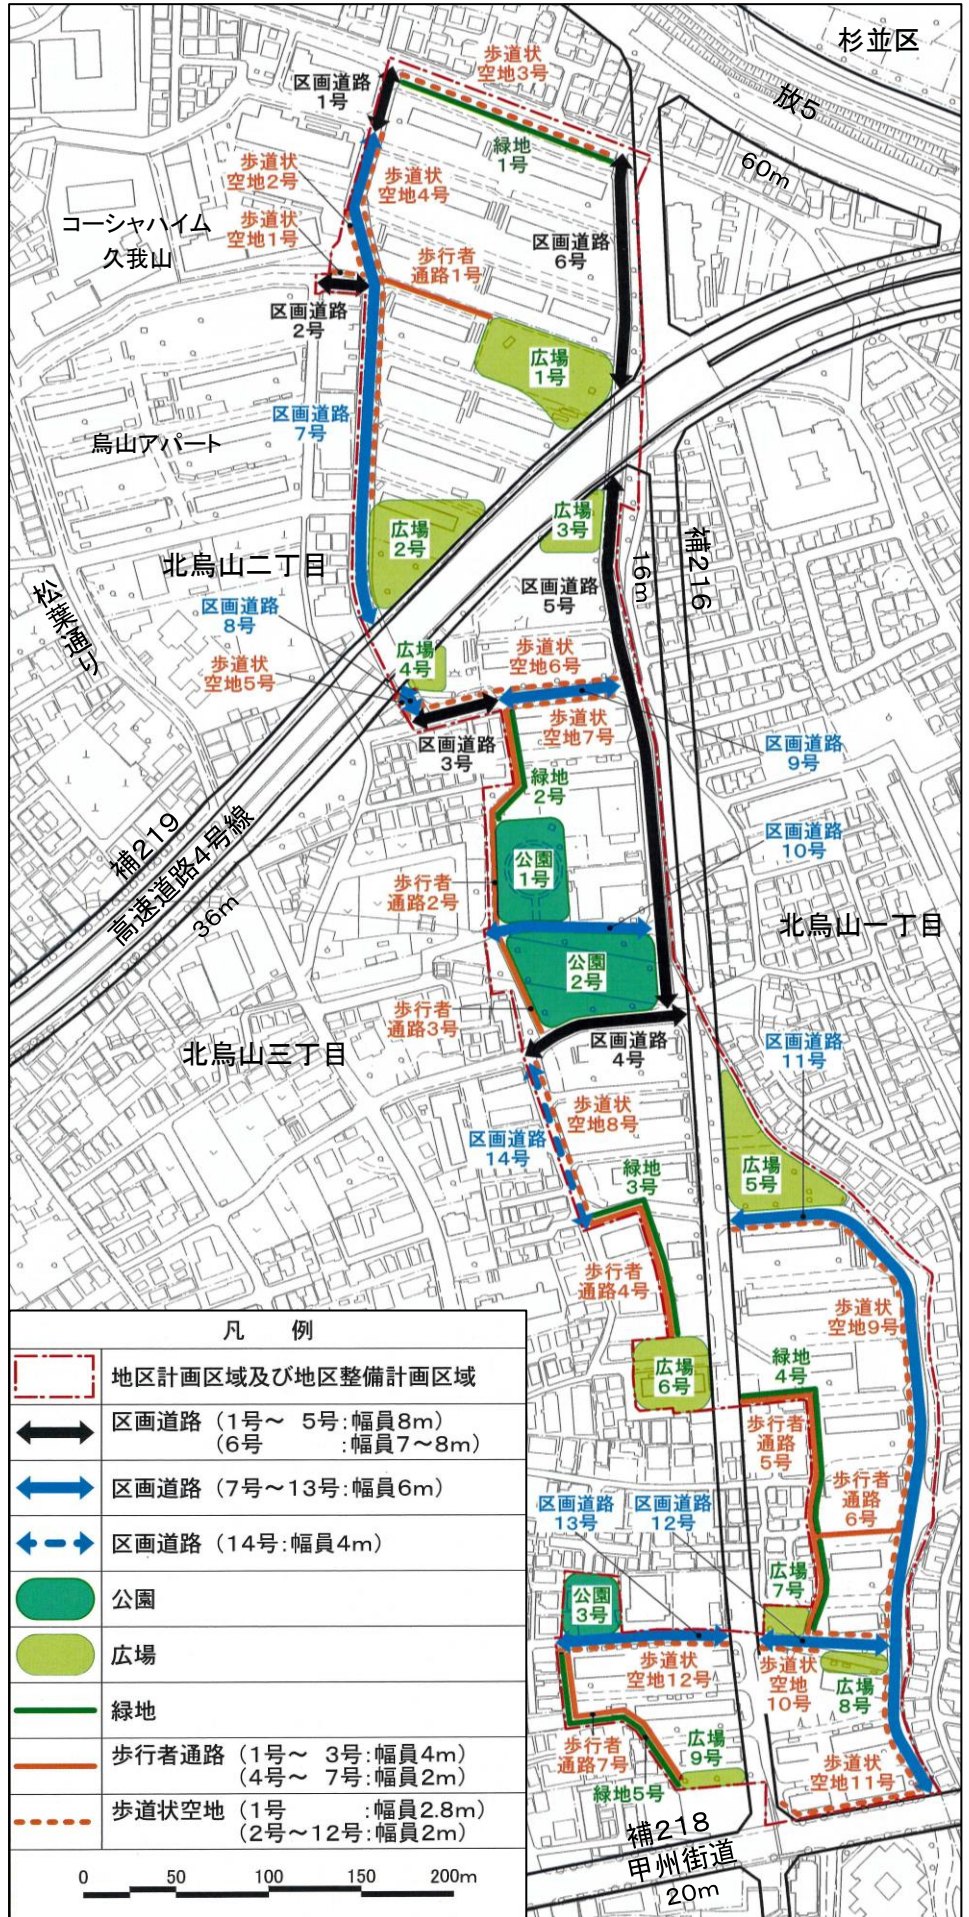 杉並区
放5
60m
歩道状
空地3号
区画道路
1号
緑地
1号
歩道状
空地2号
歩道状
空地4号
コーシャハイム
久我山
歩道状
空地1号
歩行者
通路1号
区画道路
6号
区画道路
2号
広場
1号
区画道路
7号
烏山アパート
広場
2号
広場
3号
補216
16m
北烏山二丁目
区画道路
5号
松葉通り
区画道路
8号
歩道状
空地5号
広場
4号
歩道状
空地6号
歩道状
空地7号
区画道路
3号
区画道路
9号
緑地
2号
補219
高速道路4号線
36m
区画道路
10号
公園
1号
歩行者
通路2号
北烏山一丁目
公園
2号
歩行者
通路3号
区画道路
4号
北烏山三丁目
区画道路
11号
歩道状
空地8号
区画道路
14号
緑地
3号
広場
5号
歩行者
通路4号
歩道状
空地9号
広場
6号
緑地
4号
歩行者
通路
5号
歩行者
通路
6号
区画道路
13号
区画道路
12号
広場
7号
公園
3号
歩道状
空地12号
歩道状
空地
10号
広場
8号
歩行者
通路7号
広場
9号
緑地5号
歩道状
空地11号
補218
甲州街道
20m
凡 例
地区計画区域及び地区整備計画区域
区画道路（1号～ 5号：幅員8m）
（6号 ：幅員7～8m）
区画道路（7号～13号：幅員6m）
区画道路（14号：幅員4m）
公園
広場
緑地
歩行者通路（1号～ 3号：幅員4m）
（4号～ 7号：幅員2m）
歩道状空地（1号 ：幅員2.8m）
（2号～12号：幅員2m）
0 50 100 150 200m